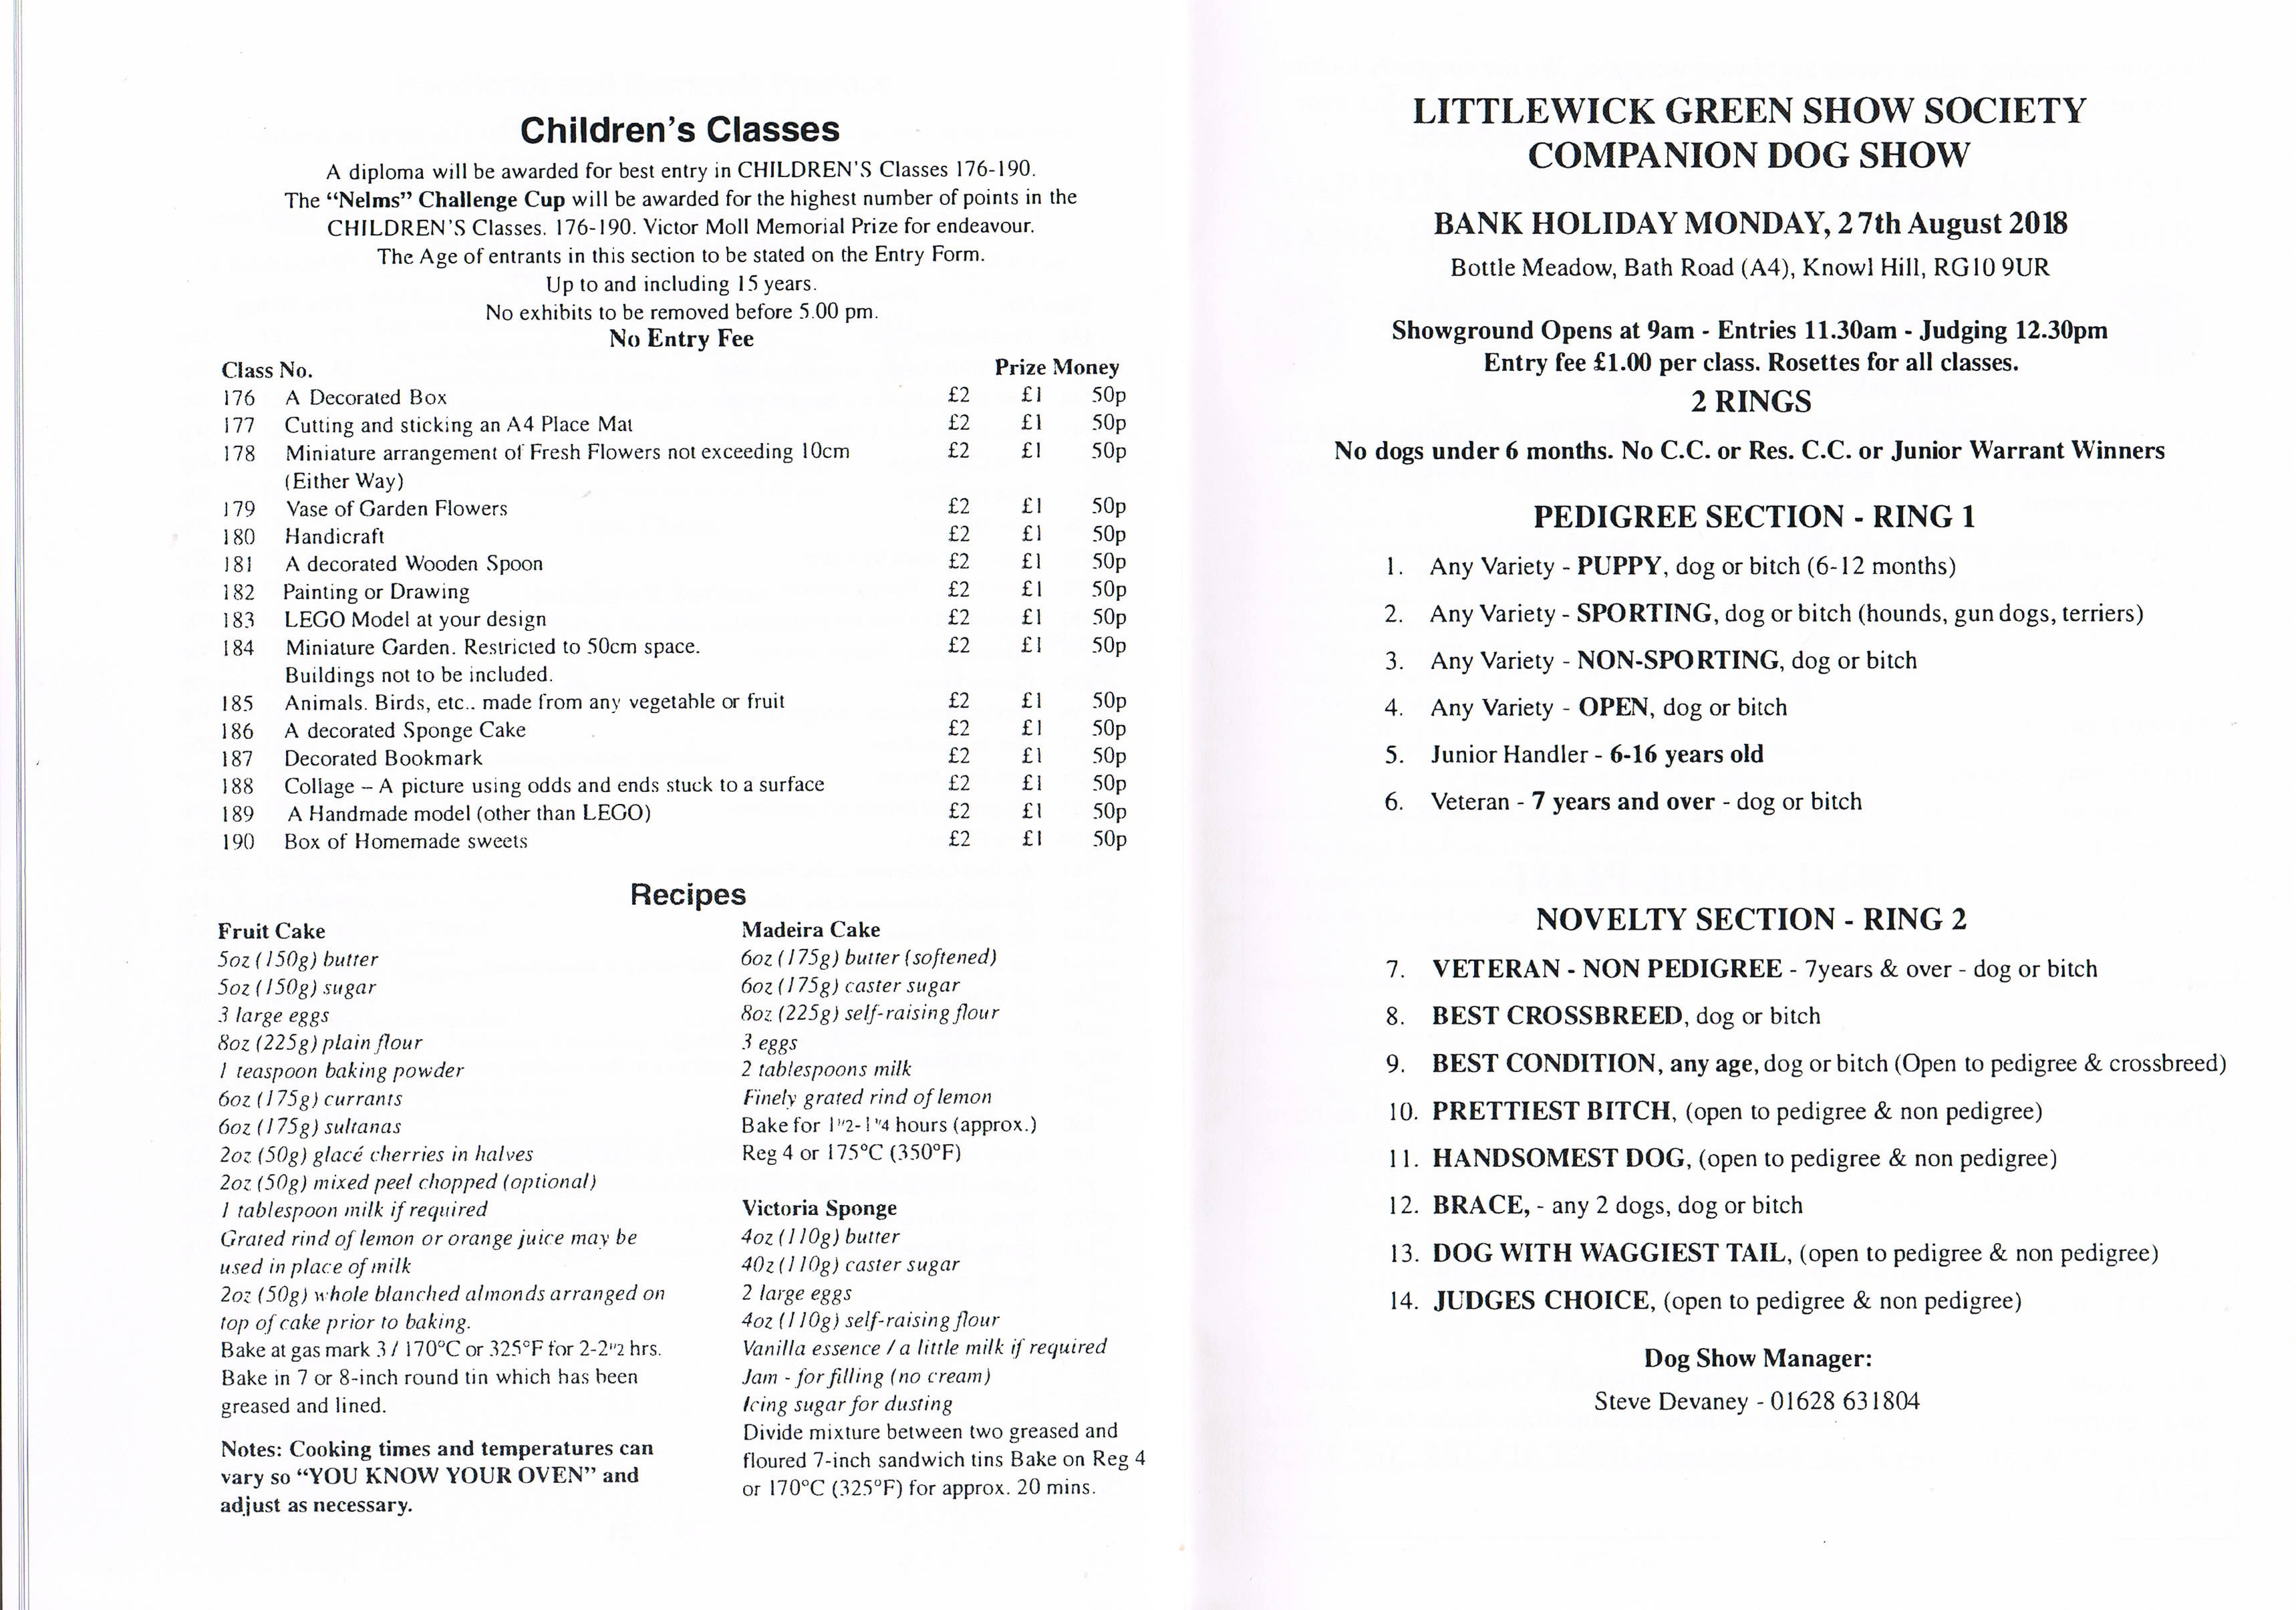 Children's Classes
A diploma will be awarded for best entry in CHILDREN'S Classes 176-190.
The “Nelms” Challenge Cup will be awarded for the highest number of points in the
CHILDREN'S Classes. 176-190. Victor Moll Memorial Prize for endeavour.
The Age of entrants in this section to be stated on the Entry Form.
Up to and including 15 years.
No exhibits to be removed before 5.00 pm.
No Entry Fee
Class No. Prize Money
176 A Decorated Box £2 £1 50p
177 Cutting and sticking an A4 Place Mat £2 £1 50p
178 Miniature arrangement of Fresh Flowers not exceeding 10cm £2 £1 50p
(Either Way)
179 Vase of Garden Flowers £2 £1 50p
180 Handicraft £2 £1 50p
181 A decorated Wooden Spoon £2 £1 50p
182 Painting or Drawing £2 £1 50p
183 LEGO Model at your design £2 £1 50p
184 Miniature Garden. Restricted to 50cm space. £2 £1 50p
Buildings not to be included.
185 Animals. Birds, etc.. made from any vegetable or fruit £2 £1 50p
186 A decorated Sponge Cake £2 £1 50p
187 Decorated Bookmark £2 £1 50p
188 Collage – A picture using odds and ends stuck to a surface £2 £1 50p
189 A Handmade model (other than LEGO) £2 £1 50p
190 Box of Homemade sweets £2 £1 50p
Recipes
Fruit Cake
5oz (150g) butter
5oz (150g) sugar
3 large eggs
8oz (225g) plain flour
1 teaspoon baking powder
6oz (175g) currants
6oz (175g) sultanas
2oz (50g) glacé cherries in halves
2oz (50g) mixed peel chopped (optional)
1 tablespoon milk if required
Grated rind of lemon or orange juice may be
used in place of milk
2oz (50g) whole blanched almonds arranged on
top of cake prior to baking.
Bake at gas mark 3 / 170°C or 325°F for 2-2 1/2 hrs.
Bake in 7 or 8-inch round tin which has been
greased and lined.
Notes: Cooking times and temperatures can
vary so “YOU KNOW YOUR OVEN” and
adjust as necessary.
Madeira Cake
6oz (175g) butter (softened)
6oz (175g) caster sugar
8oz (225g) self-raising flour
3 eggs
2 tablespoons milk
Finely grated rind of lemon
Bake for 1 1/2-1 1/4 hours (approx.)
Reg 4 or 175°C (350°F)
Victoria Sponge
4oz (110g) butter
40z (110g) caster sugar
2 large eggs
4oz (110g) self-raising flour
Vanilla essence / a little milk if required
Jam - for filling (no cream)
Icing sugar for dusting
Divide mixture between two greased and
floured 7-inch sandwich tins Bake on Reg 4
or 170°C (325°F) for approx. 20 mins.
LITTLEWICK GREEN SHOW SOCIETY
COMPANION DOG SHOW
BANK HOLIDAY MONDAY, 27th August 2018
Bottle Meadow, Bath Road (A4), Knowl Hill, RG10 9UR
Showground Opens at 9am - Entries 11.30am - Judging 12.30pm
Entry fee £1.00 per class. Rosettes for all classes.
2 RINGS
No dogs under 6 months. No C.C. or Res. C.C. or Junior Warrant Winners
PEDIGREE SECTION - RING 1
1. Any Variety - PUPPY, dog or bitch (6-12 months)
2. Any Variety - SPORTING, dog or bitch (hounds, gun dogs, terriers)
3. Any Variety - NON-SPORTING, dog or bitch
4. Any Variety - OPEN, dog or bitch
5. Junior Handler - 6-16 years old
6. Veteran - 7 years and over - dog or bitch
NOVELTY SECTION - RING 2
7. VETERAN - NON PEDIGREE - 7years & over - dog or bitch
8. BEST CROSSBREED, dog or bitch
9. BEST CONDITION, any age, dog or bitch (Open to pedigree & crossbreed)
10. PRETTIEST BITCH, (open to pedigree & non pedigree)
11. HANDSOMEST DOG, (open to pedigree & non pedigree)
12. BRACE, - any 2 dogs, dog or bitch
13. DOG WITH WAGGIEST TAIL, (open to pedigree & non pedigree)
14. JUDGES CHOICE, (open to pedigree & non pedigree)
Dog Show Manager:
Steve Devaney - 01628 631804